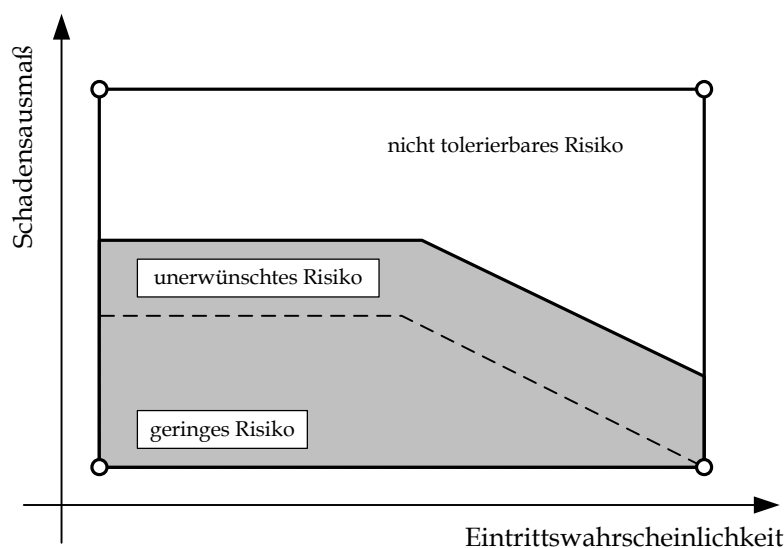 Schadensausmaß
nicht tolerierbares Risiko
unerwünschtes Risiko
geringes Risiko
Eintrittswahrscheinlichkeit